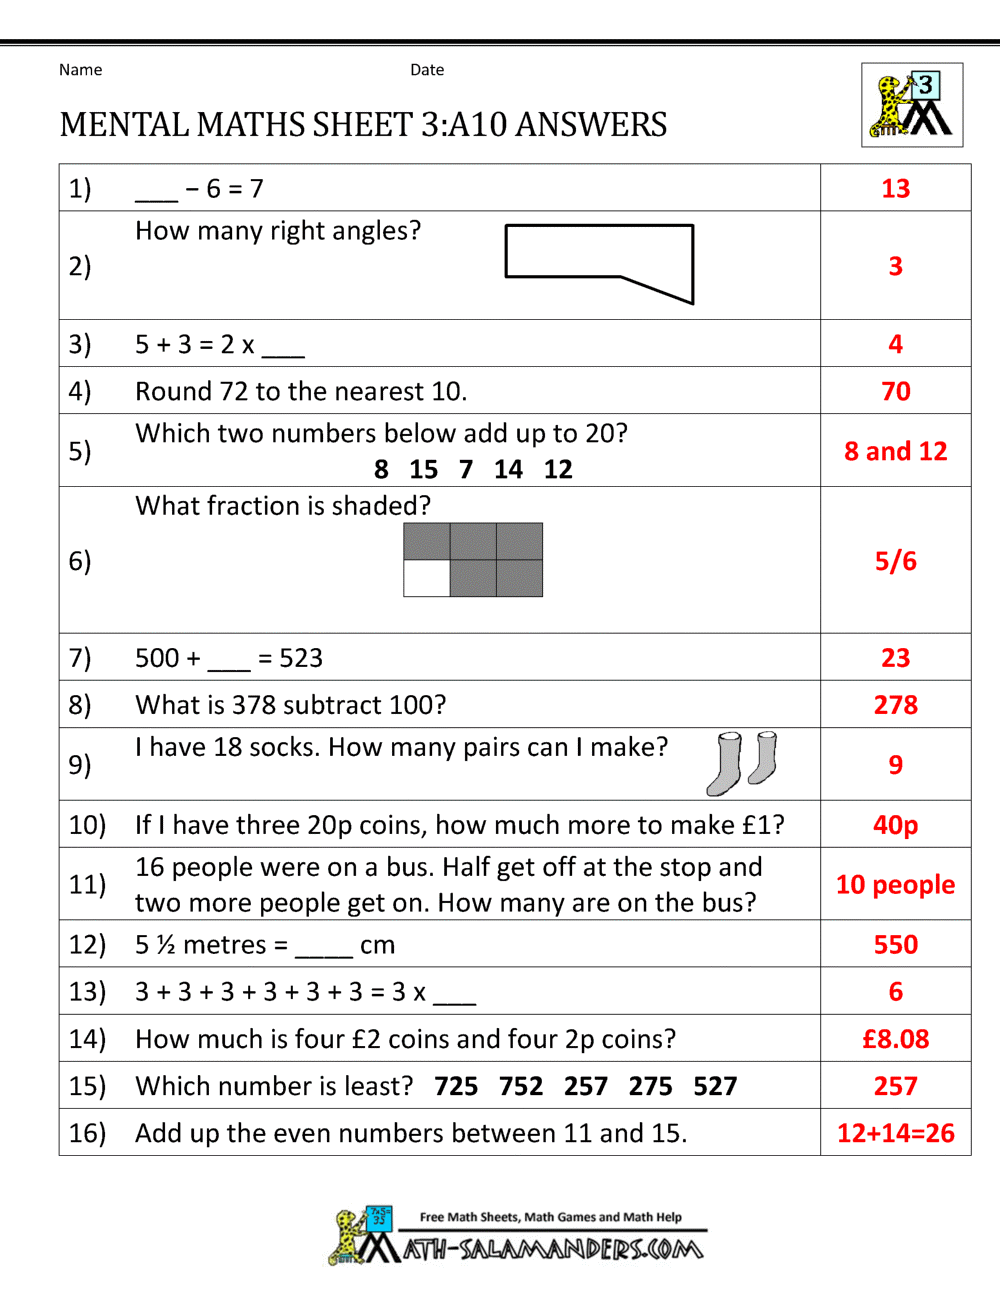 Name Date
3
MENTAL MATHS SHEET 3:A10 ANSWERS
1) ___ – 6 = 7 13
How many right angles?
2) 3
3) 5 + 3 = 2 x ___ 4
4) Round 72 to the nearest 10. 70
Which two numbers below add up to 20?
5) 8 and 12
8 15 7 14 12
What fraction is shaded?
6) 5/6
7) 500 + ___ = 523 23
8) What is 378 subtract 100? 278
I have 18 socks. How many pairs can I make?
9) 9
10) If I have three 20p coins, how much more to make £1? 40p
16 people were on a bus. Half get off at the stop and
11) 10 people
two more people get on. How many are on the bus?
12) 5 ½ metres = ____ cm 550
13) 3 + 3 + 3 + 3 + 3 + 3 = 3 x ___ 6
14) How much is four £2 coins and four 2p coins? £8.08
15) Which number is least? 725 752 257 275 527 257
16) Add up the even numbers between 11 and 15. 12+14=26
7x5=
35
Free Math Sheets, Math Games and Math Help
MATH-SALAMANDERS.COM